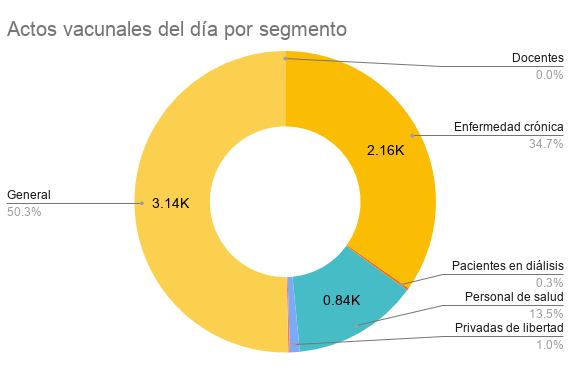 Actos vacunales del día por segmento
Docentes
0.0%
Enfermedad crónica
34.7%
2.16K
General
50.3%
3.14K
Pacientes en diálisis
0.3%
Personal de salud
13.5%
0.84K
Privadas de libertad
1.0%